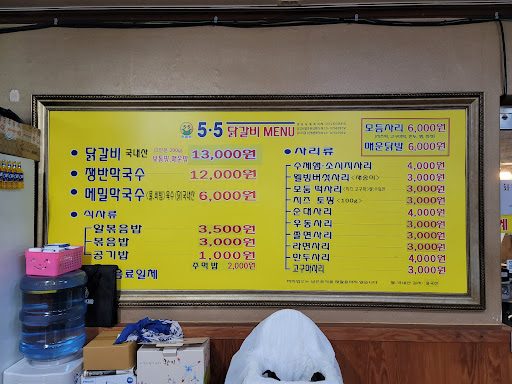 5·5 닭갈비 MENU
닭갈비 국내산 13,000원
쟁반막국수 12,000원
메밀막국수 6,000원
식사류
알볶음밥 3,500원
볶음밥 3,000원
공기밥 1,000원
주먹밥 2,000원
음료일체
사리류
수제햄·소시지사리 4,000원
웰빙버섯사리 <새송이> 3,000원
모듬 떡사리 3,000원
치즈 토핑 <100g> 3,000원
순대사리 4,000원
우동사리 3,000원
쫄면사리 3,000원
라면사리 3,000원
만두사리 4,000원
고구마사리 3,000원
모듬사리 6,000원
매운닭발 6,000원